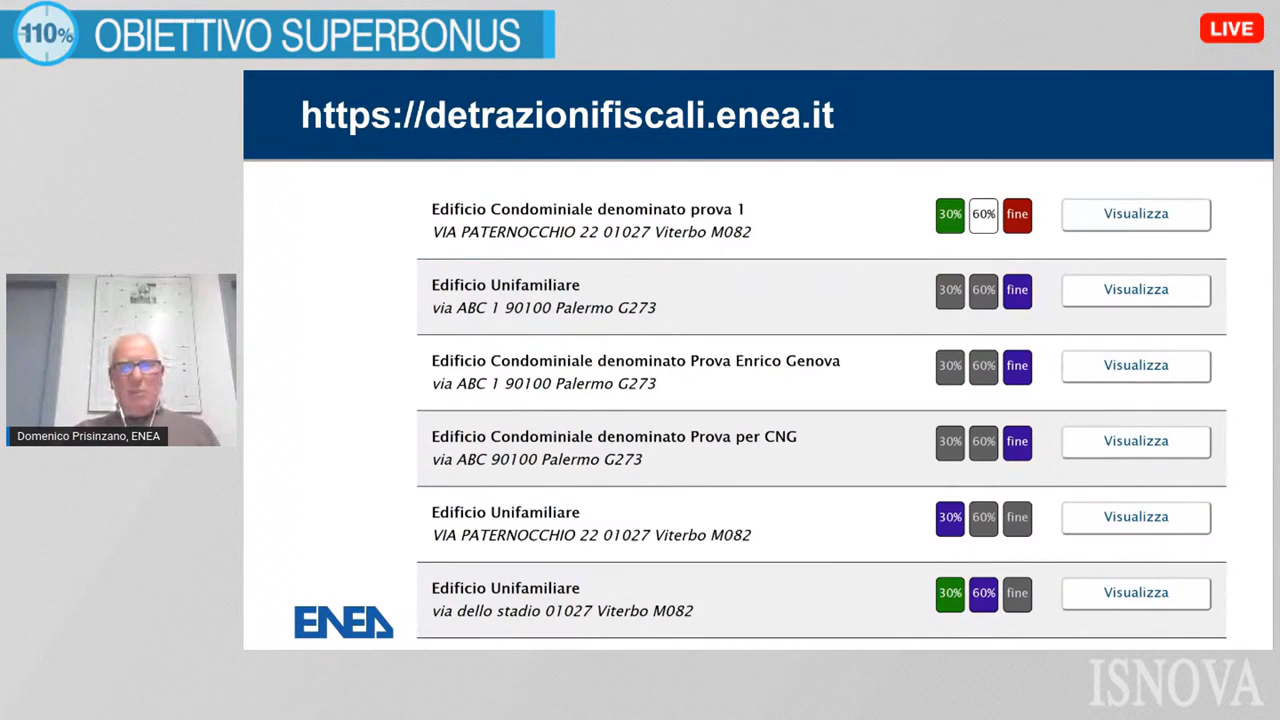 110% OBIETTIVO SUPERBONUS
LIVE
https://detrazionifiscali.enea.it
Edificio Condominiale denominato prova 1
VIA PATERNOCCHIO 22 01027 Viterbo M082
30% 60% fine Visualizza
Edificio Unifamiliare
via ABC 1 90100 Palermo G273
30% 60% fine Visualizza
Edificio Condominiale denominato Prova Enrico Genova
via ABC 1 90100 Palermo G273
30% 60% fine Visualizza
Edificio Condominiale denominato Prova per CNG
via ABC 90100 Palermo G273
30% 60% fine Visualizza
Edificio Unifamiliare
VIA PATERNOCCHIO 22 01027 Viterbo M082
30% 60% fine Visualizza
Edificio Unifamiliare
via dello stadio 01027 Viterbo M082
30% 60% fine Visualizza
Domenico Prisinzano, ENEA
ENEA
ISNOVA